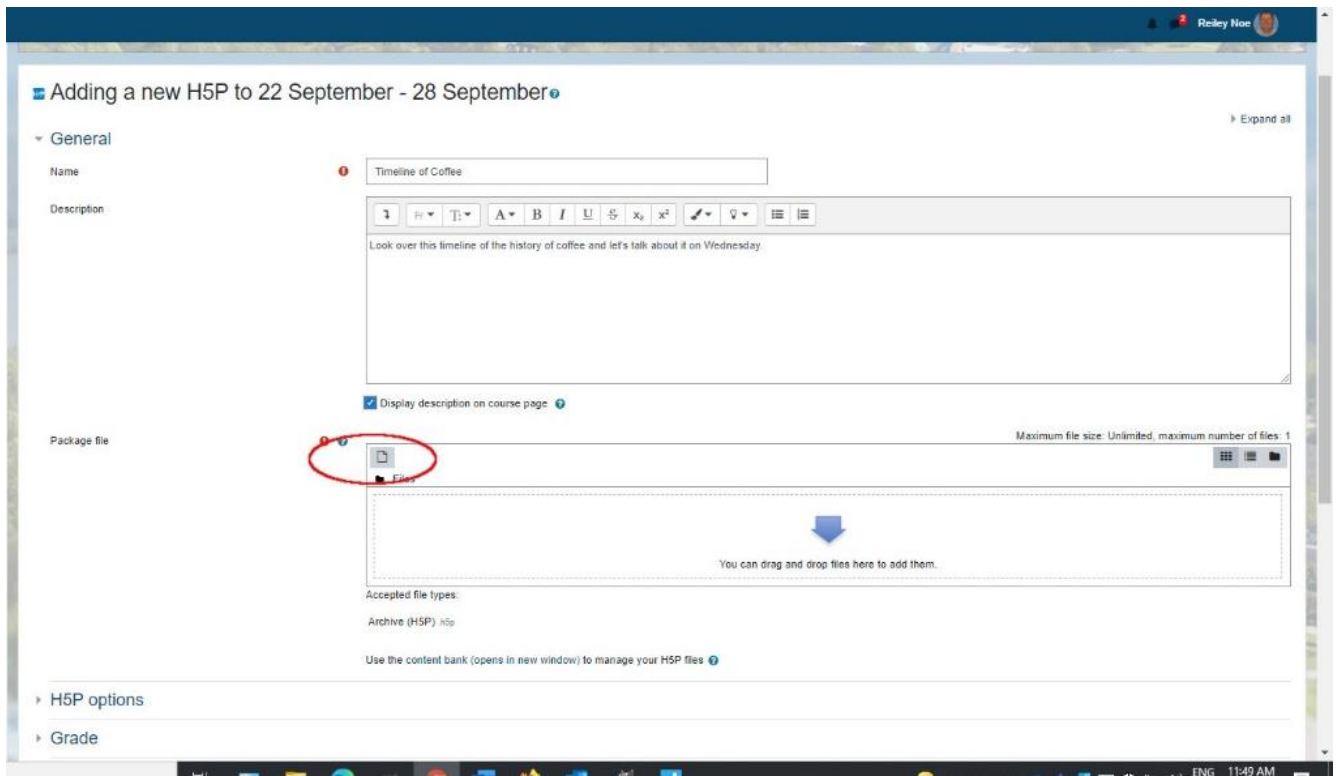 2 Reiley Noe
Adding a new H5P to 22 September - 28 September
Expand all
General
Name
Timeline of Coffee
Description
A B I U S x₂ x²
Look over this timeline of the history of coffee and let's talk about it on Wednesday.
Display description on course page
Package file
Maximum file size: Unlimited, maximum number of files: 1
Files
You can drag and drop files here to add them.
Accepted file types:
Archive (H5P) h5p
Use the content bank (opens in new window) to manage your H5P files
H5P options
Grade
ENG 11:49 AM